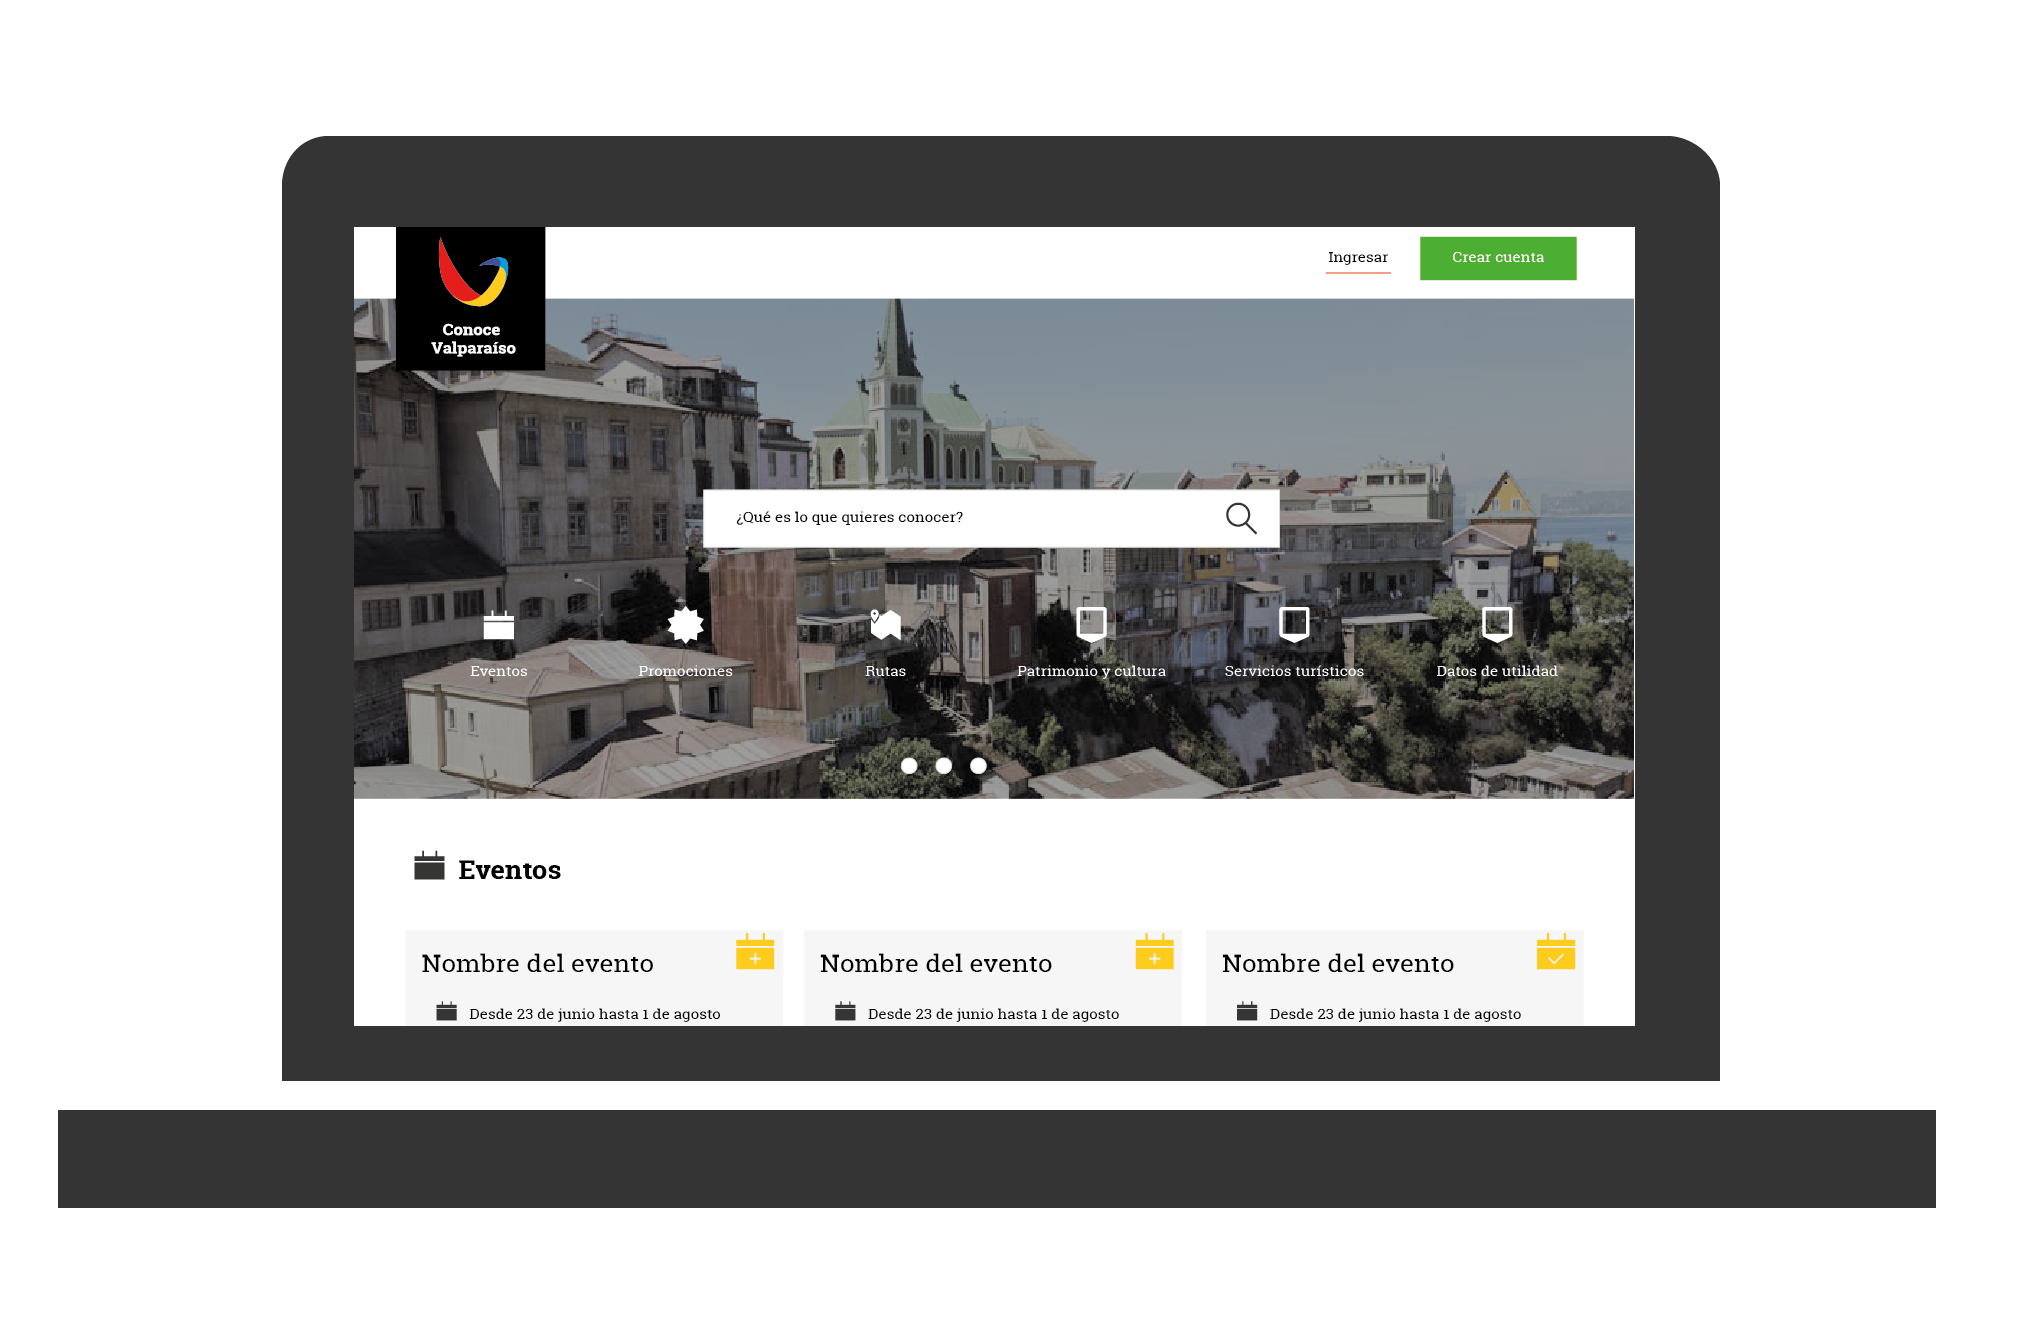 Conoce
Valparaíso
Ingresar
Crear cuenta
¿Qué es lo que quieres conocer?
Eventos
Promociones
Rutas
Patrimonio y cultura
Servicios turísticos
Datos de utilidad
Eventos
Nombre del evento
Desde 23 de junio hasta 1 de agosto
Nombre del evento
Desde 23 de junio hasta 1 de agosto
Nombre del evento
Desde 23 de junio hasta 1 de agosto